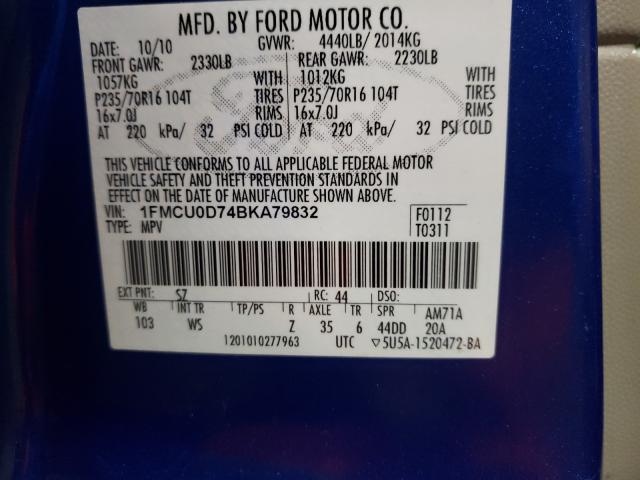 MFD. BY FORD MOTOR CO.
DATE: 10/10 GVWR: 4440LB/ 2014KG
FRONT GAWR: 2330LB REAR GAWR: 2230LB
1057KG WITH 1012KG WITH
P235/70R16 104T TIRES P235/70R16 104T TIRES
16x7.0J RIMS 16x7.0J RIMS
AT 220 kPa/ 32 PSI COLD AT 220 kPa/ 32 PSI COLD
THIS VEHICLE CONFORMS TO ALL APPLICABLE FEDERAL MOTOR
VEHICLE SAFETY AND THEFT PREVENTION STANDARDS IN
EFFECT ON THE DATE OF MANUFACTURE SHOWN ABOVE.
VIN: 1FMCU0D74BKA79832 F0112
TYPE: MPV T0311
EXT PNT: SZ RC: 44 DSO:
WB INT TR TP/PS R AXLE TR SPR AM71A
103 WS Z 35 6 44DD 20A
1201010277963 UTC ▽5U5A-1520472-BA